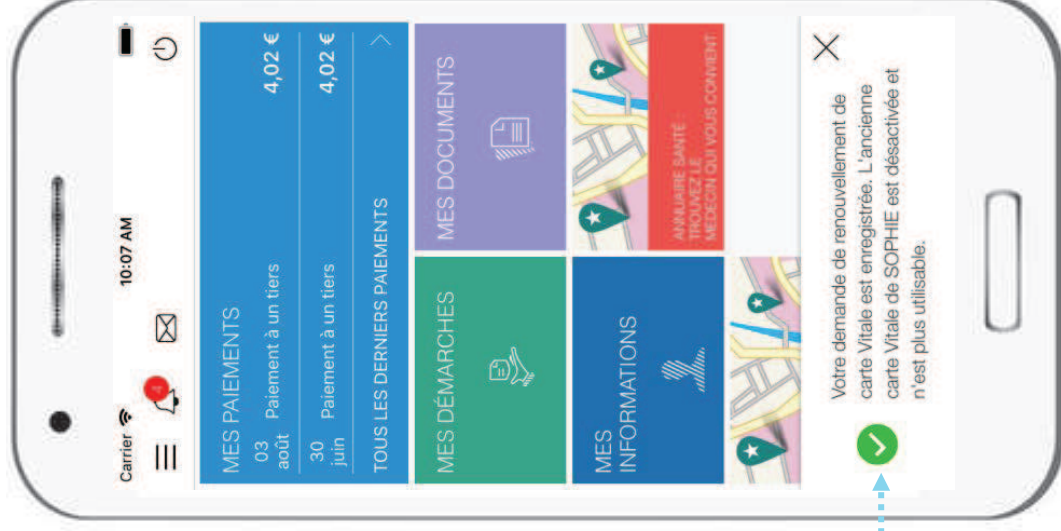 Carrier 10:07 AM
4
MES PAIEMENTS
03 août Paiement à un tiers 4,02 €
30 juin Paiement à un tiers 4,02 €
TOUS LES DERNIERS PAIEMENTS
MES DÉMARCHES
MES DOCUMENTS
MES
INFORMATIONS
ANNUAIRE SANTÉ :
TROUVEZ LE
MEDECIN QUI VOUS CONVIENT
Votre demande de renouvellement de
carte Vitale est enregistrée. L'ancienne
carte Vitale de SOPHIE est désactivée et
n'est plus utilisable.